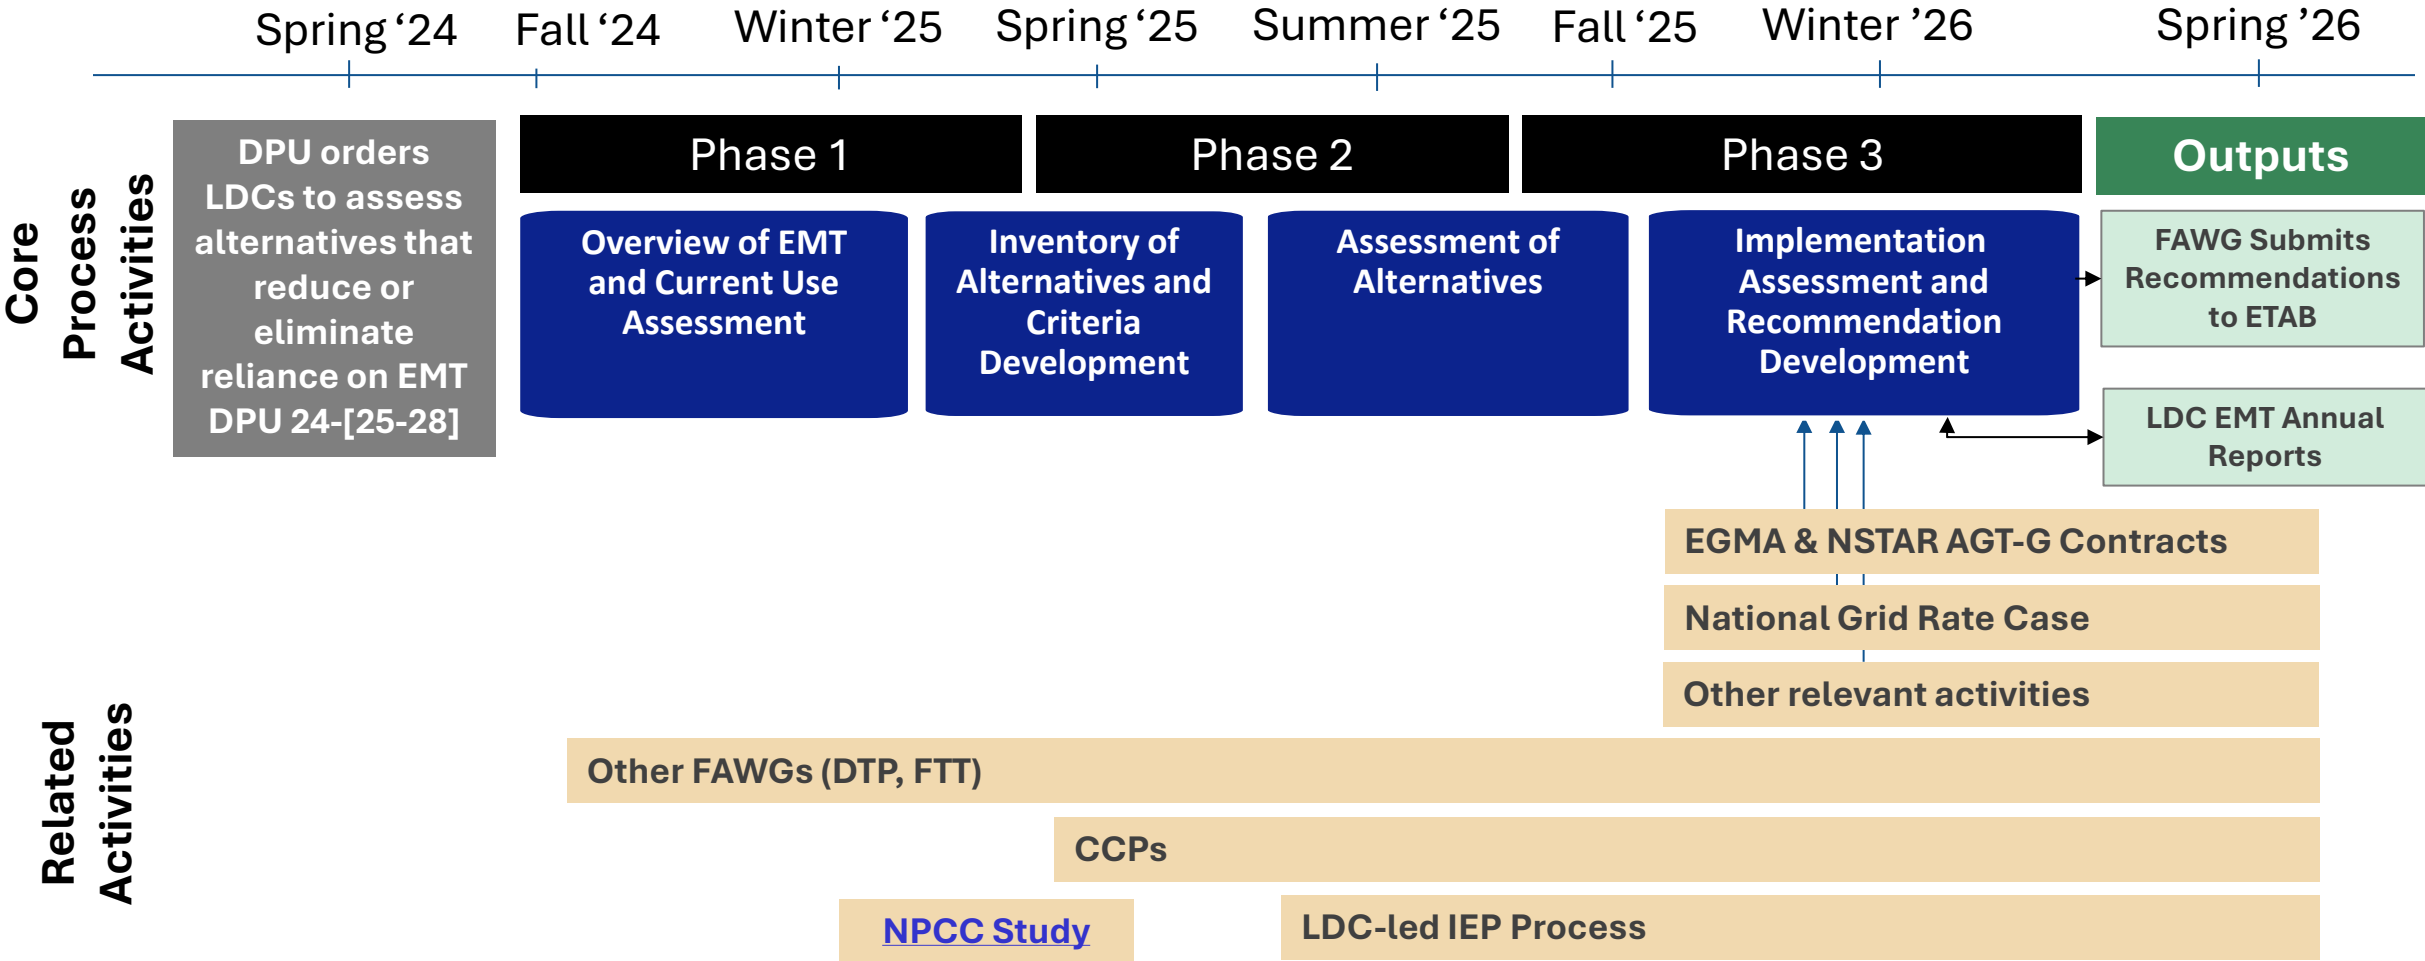 Spring ‘24
Fall ‘24
Winter ‘25
Spring ‘25
Summer ‘25
Fall ‘25
Winter ’26
Spring ’26
Core
Process
Activities
DPU orders
LDCs to assess
alternatives that
reduce or
eliminate
reliance on EMT
DPU 24-[25-28]
Phase 1
Phase 2
Phase 3
Outputs
Overview of EMT
and Current Use
Assessment
Inventory of
Alternatives and
Criteria
Development
Assessment of
Alternatives
Implementation
Assessment and
Recommendation
Development
FAWG Submits
Recommendations
to ETAB
LDC EMT Annual
Reports
Related
Activities
EGMA & NSTAR AGT-G Contracts
National Grid Rate Case
Other relevant activities
Other FAWGs (DTP, FTT)
CCPs
NPCC Study
LDC-led IEP Process